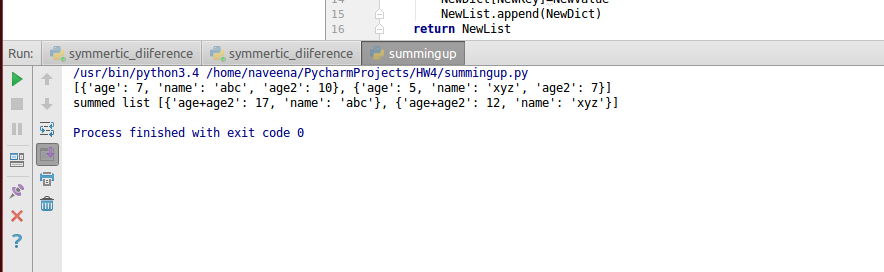 14 NewDict[NewKey]=NewValue
15 NewList.append(NewDict)
16 return NewList
Run: symmertic_diiference symmertic_diiference summingup
/usr/bin/python3.4 /home/naveena/PycharmProjects/HW4/summingup.py
[{'age': 7, 'name': 'abc', 'age2': 10}, {'age': 5, 'name': 'xyz', 'age2': 7}]
summed list [{'age+age2': 17, 'name': 'abc'}, {'age+age2': 12, 'name': 'xyz'}]
Process finished with exit code 0